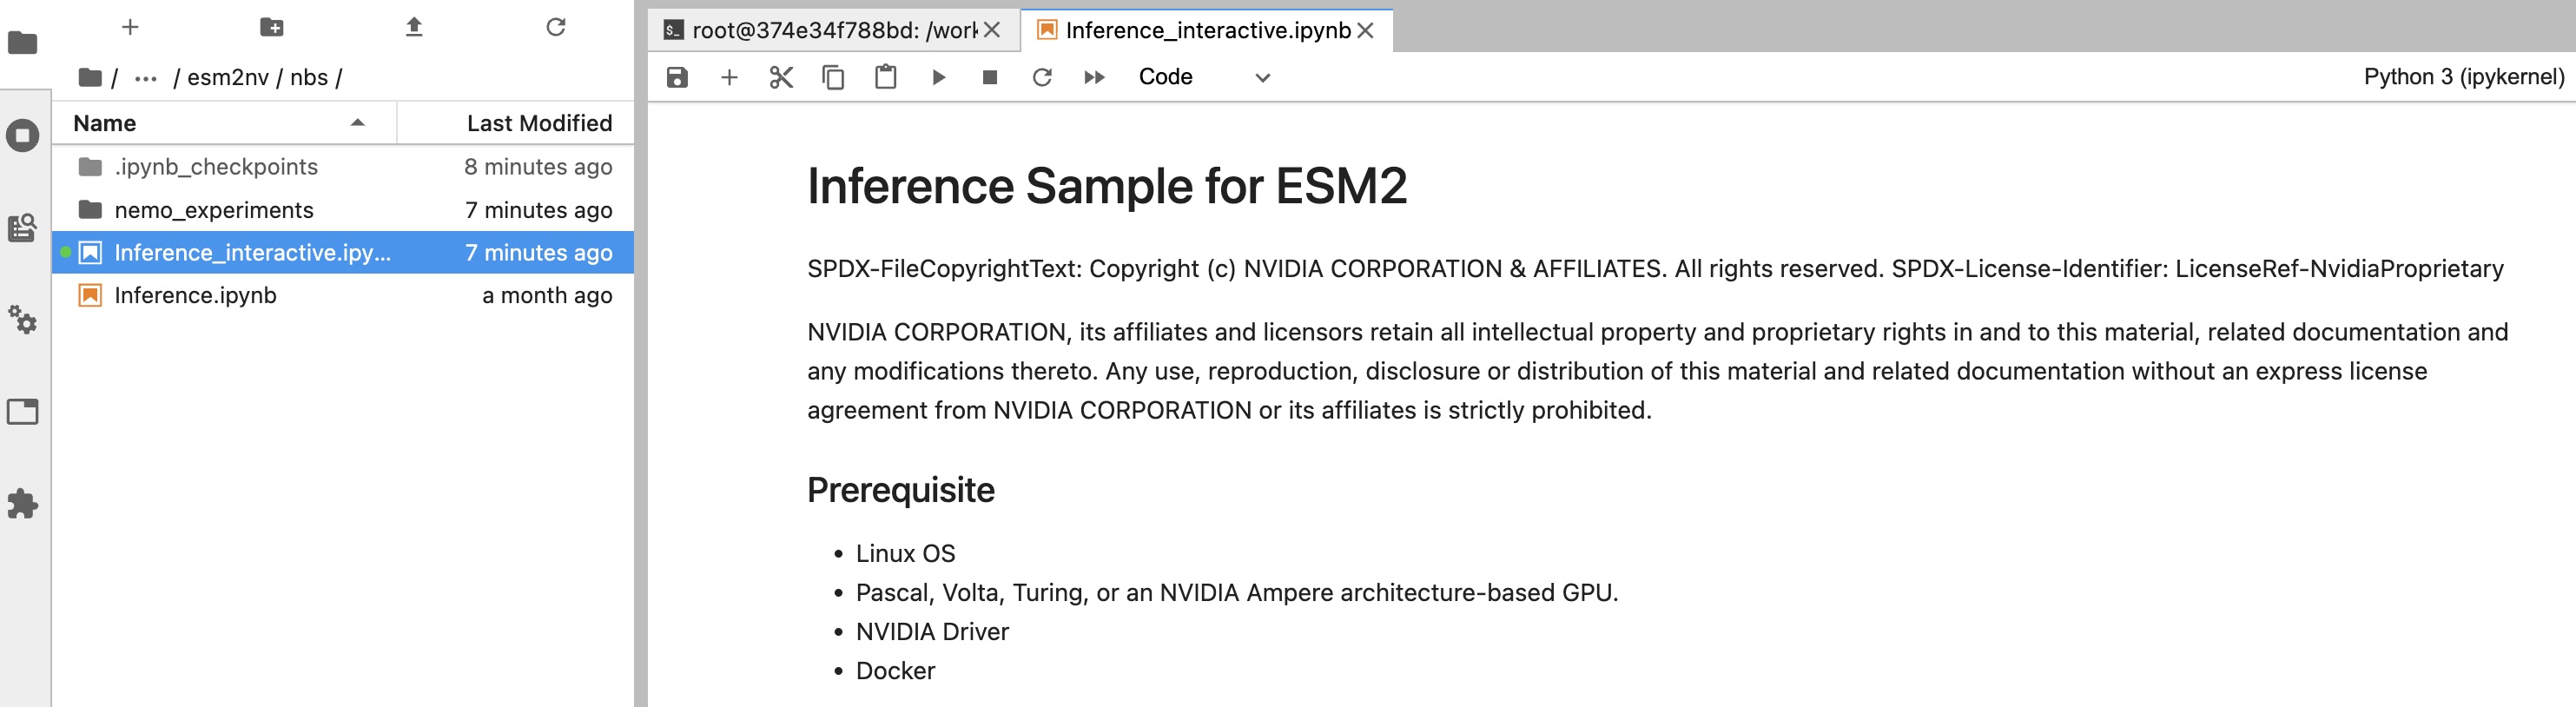 / ... / esm2nv / nbs /
Name Last Modified
.ipynb_checkpoints 8 minutes ago
nemo_experiments 7 minutes ago
Inference_interactive.ipy... 7 minutes ago
Inference.ipynb a month ago
$_ root@374e34f788bd: /work
Inference_interactive.ipynb
Code
Python 3 (ipykernel)
Inference Sample for ESM2
SPDX-FileCopyrightText: Copyright (c) NVIDIA CORPORATION & AFFILIATES. All rights reserved. SPDX-License-Identifier: LicenseRef-NvidiaProprietary
NVIDIA CORPORATION, its affiliates and licensors retain all intellectual property and proprietary rights in and to this material, related documentation and
any modifications thereto. Any use, reproduction, disclosure or distribution of this material and related documentation without an express license
agreement from NVIDIA CORPORATION or its affiliates is strictly prohibited.
Prerequisite
• Linux OS
• Pascal, Volta, Turing, or an NVIDIA Ampere architecture-based GPU.
• NVIDIA Driver
• Docker